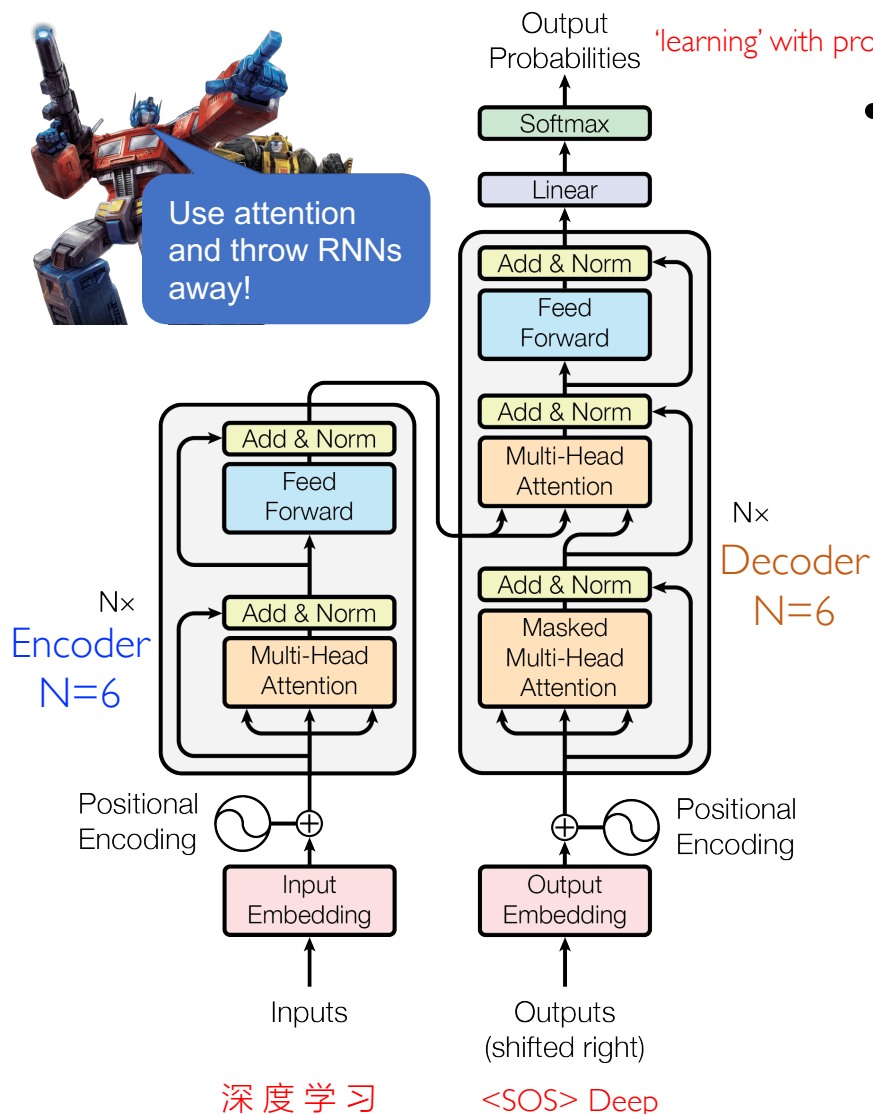 Output
Probabilities
'learning' with pro
Softmax
Linear
Use attention
and throw RNNs
away!
Add & Norm
Feed
Forward
Add & Norm
Multi-Head
Attention
N×
Decoder
N=6
Add & Norm
Masked
Multi-Head
Attention
Add & Norm
Feed
Forward
N×
Encoder
N=6
Add & Norm
Multi-Head
Attention
Positional
Encoding
Positional
Encoding
Input
Embedding
Output
Embedding
Inputs
Outputs
(shifted right)
深 度 学 习
<SOS> Deep